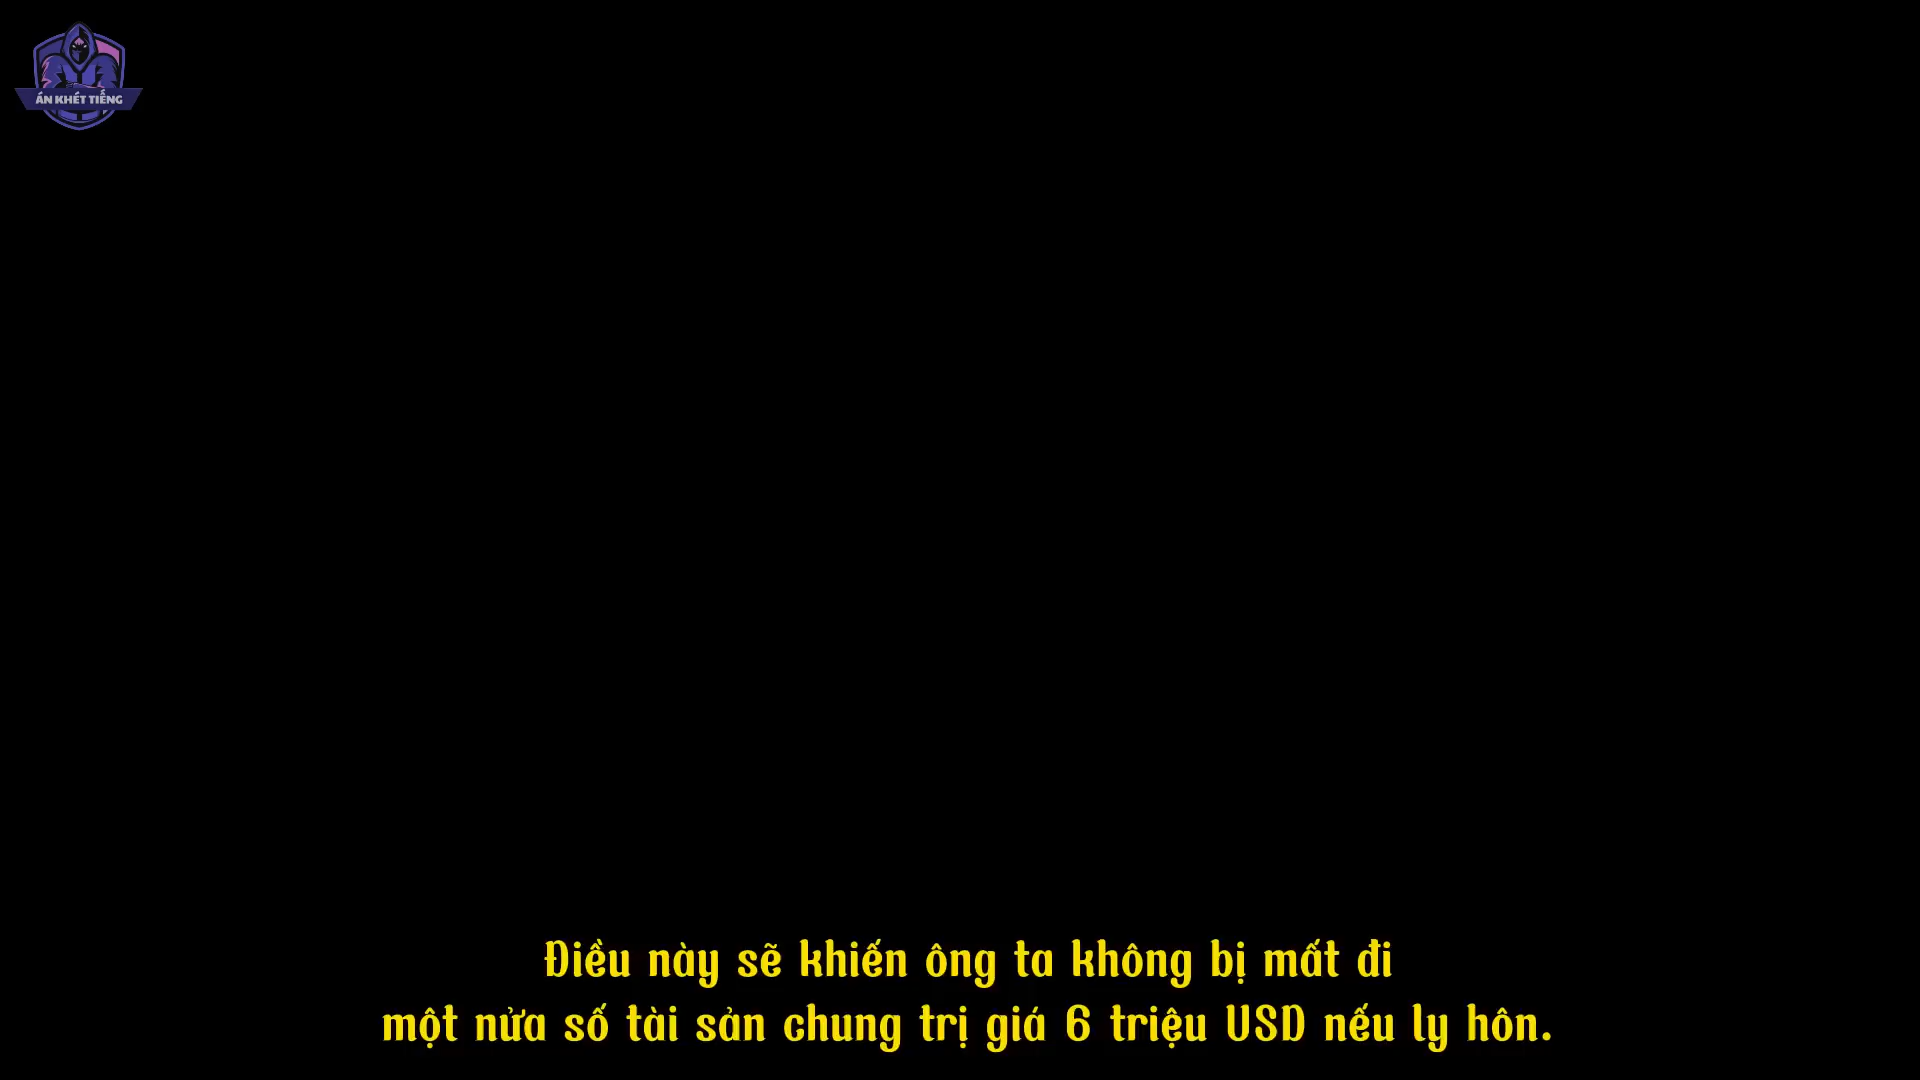 ÁN KHÉT TIẾNG
Điều này sẽ khiến ông ta không bị mất đi
một nửa số tài sản chung trị giá 6 triệu USD nếu ly hôn.